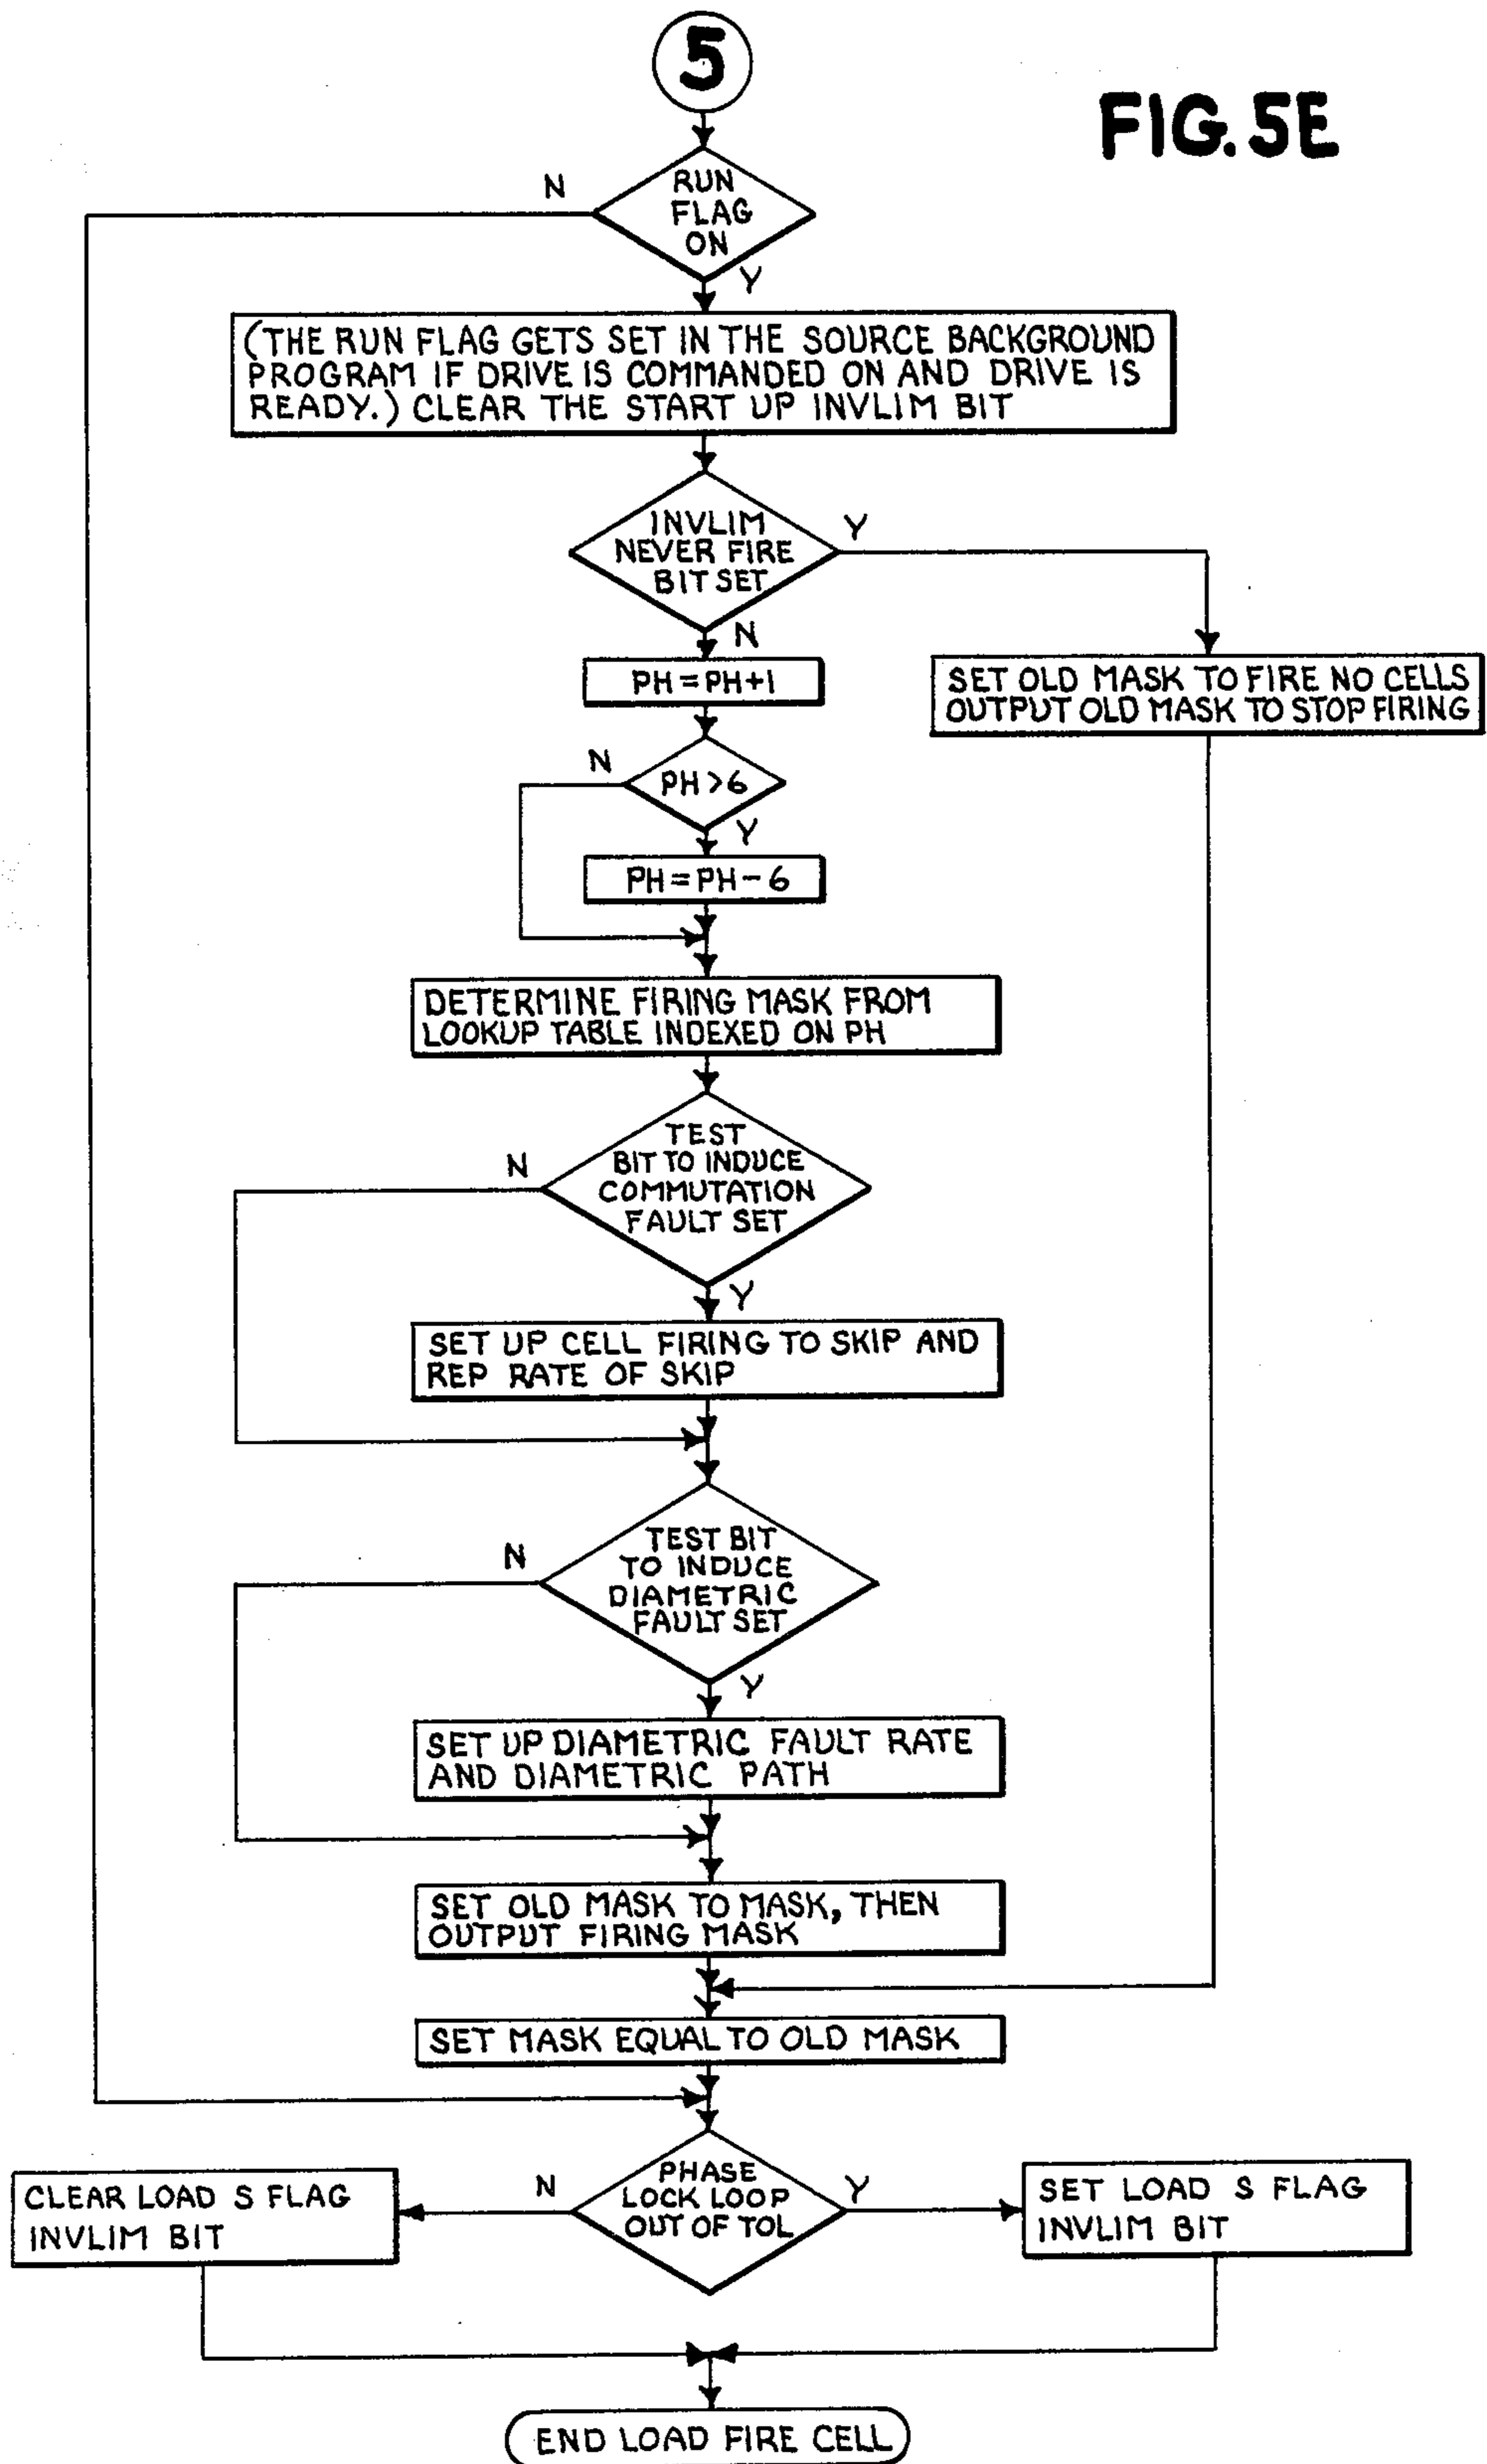 5
FIG. 5E
RUN
FLAG
ON
N
Y
(THE RUN FLAG GETS SET IN THE SOURCE BACKGROUND
PROGRAM IF DRIVE IS COMMANDED ON AND DRIVE IS
READY.) CLEAR THE START UP INVLIM BIT
INVLIM
NEVER FIRE
BIT SET
Y
N
PH=PH+1
SET OLD MASK TO FIRE NO CELLS
OUTPUT OLD MASK TO STOP FIRING
PH>6
N
Y
PH=PH-6
DETERMINE FIRING MASK FROM
LOOKUP TABLE INDEXED ON PH
TEST
BIT TO INDUCE
COMMUTATION
FAULT SET
N
Y
SET UP CELL FIRING TO SKIP AND
REP RATE OF SKIP
TEST BIT
TO INDUCE
DIAMETRIC
FAULT SET
N
Y
SET UP DIAMETRIC FAULT RATE
AND DIAMETRIC PATH
SET OLD MASK TO MASK, THEN
OUTPUT FIRING MASK
SET MASK EQUAL TO OLD MASK
PHASE
LOCK LOOP
OUT OF TOL
N
Y
CLEAR LOAD S FLAG
INVLIM BIT
SET LOAD S FLAG
INVLIM BIT
END LOAD FIRE CELL